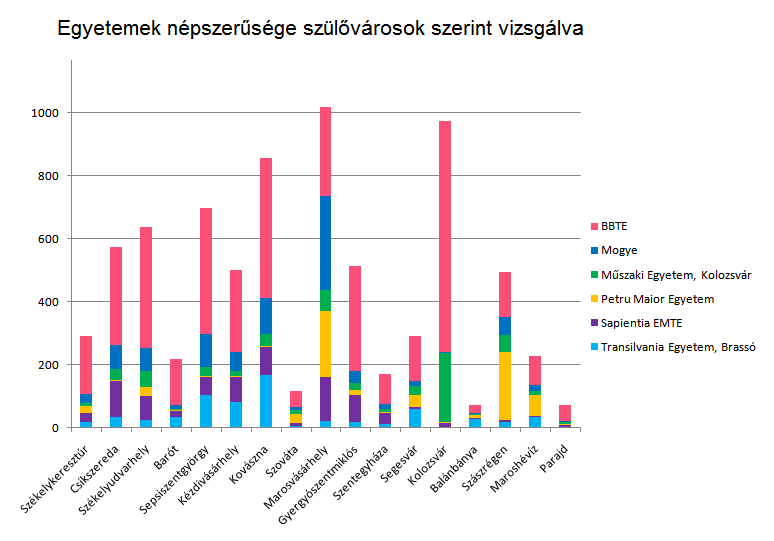 Egyetemek népszerűsége szülővárosok szerint vizsgálva
1000
800
600
400
200
0
BBTE
Mogye
Műszaki Egyetem, Kolozsvár
Petru Maior Egyetem
Sapientia EMTE
Transilvania Egyetem, Brassó
Székelykeresztúr
Csíkszereda
Székelyudvarhely
Barót
Sepsiszentgyörgy
Kézdivásárhely
Kovászna
Szováta
Marosvásárhely
Gyergyószentmiklós
Szentegyháza
Segesvár
Kolozsvár
Balánbánya
Szászrégen
Maroshévíz
Parajd